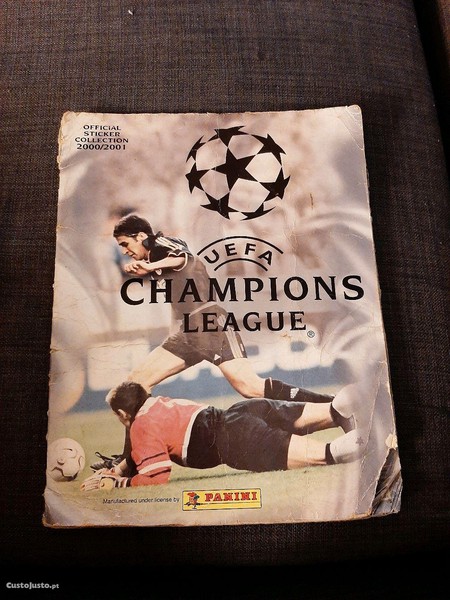 OFFICIAL
STICKER
COLLECTION
2000/2001
UEFA
CHAMPIONS
LEAGUE®
Manufactured under license by PANINI
CustoJusto.pt